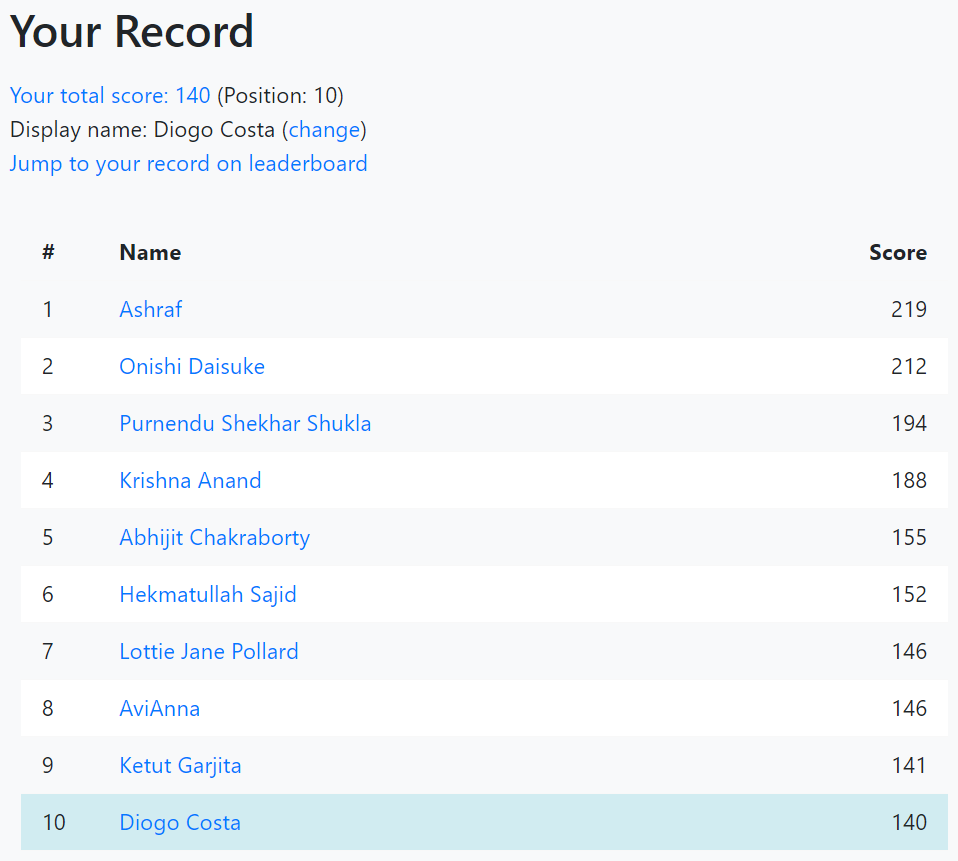 Your Record
Your total score: 140 (Position: 10)
Display name: Diogo Costa (change)
Jump to your record on leaderboard
# Name Score
1 Ashraf 219
2 Onishi Daisuke 212
3 Purnendu Shekhar Shukla 194
4 Krishna Anand 188
5 Abhijit Chakraborty 155
6 Hekmatullah Sajid 152
7 Lottie Jane Pollard 146
8 AviAnna 146
9 Ketut Garjita 141
10 Diogo Costa 140